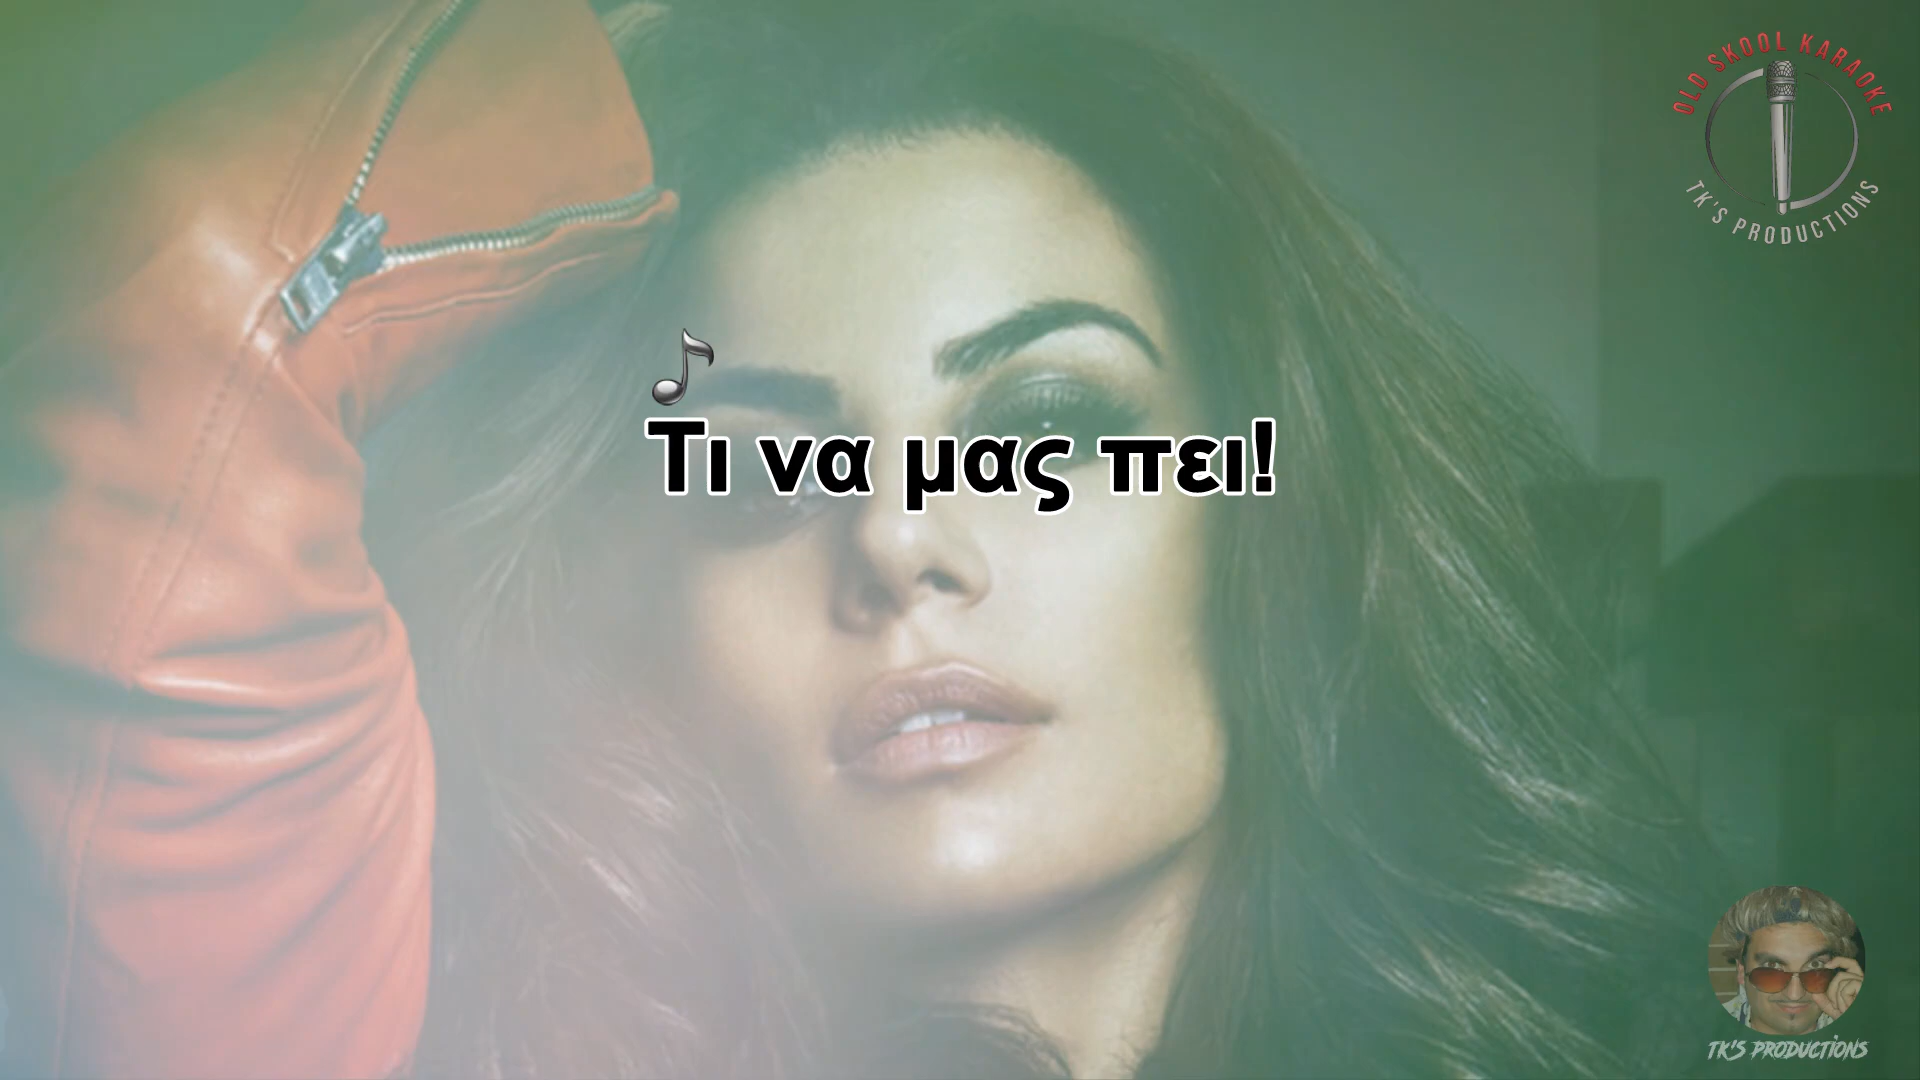 OLD SKOOL KARAOKE
TK'S PRODUCTIONS
Τι να μας πει!
TK'S PRODUCTIONS